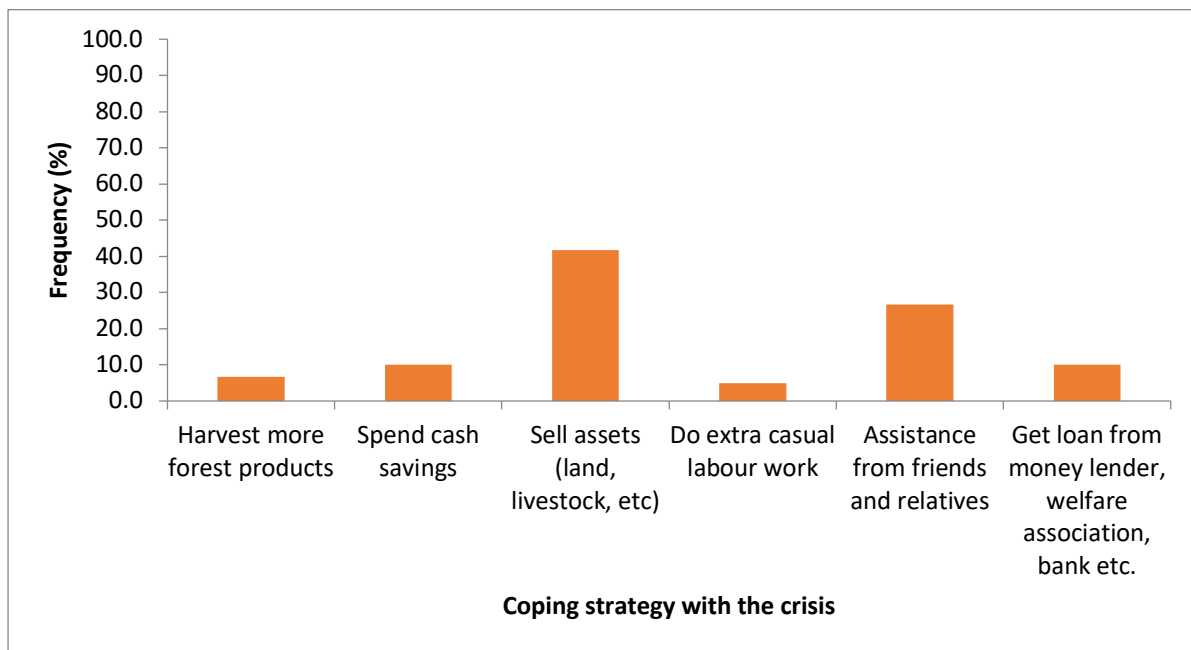 100.0
90.0
80.0
70.0
60.0
50.0
40.0
30.0
20.0
10.0
0.0
Frequency (%)
Harvest more
forest products
Spend cash
savings
Sell assets
(land,
livestock, etc)
Do extra casual
labour work
Assistance
from friends
and relatives
Get loan from
money lender,
welfare
association,
bank etc.
Coping strategy with the crisis